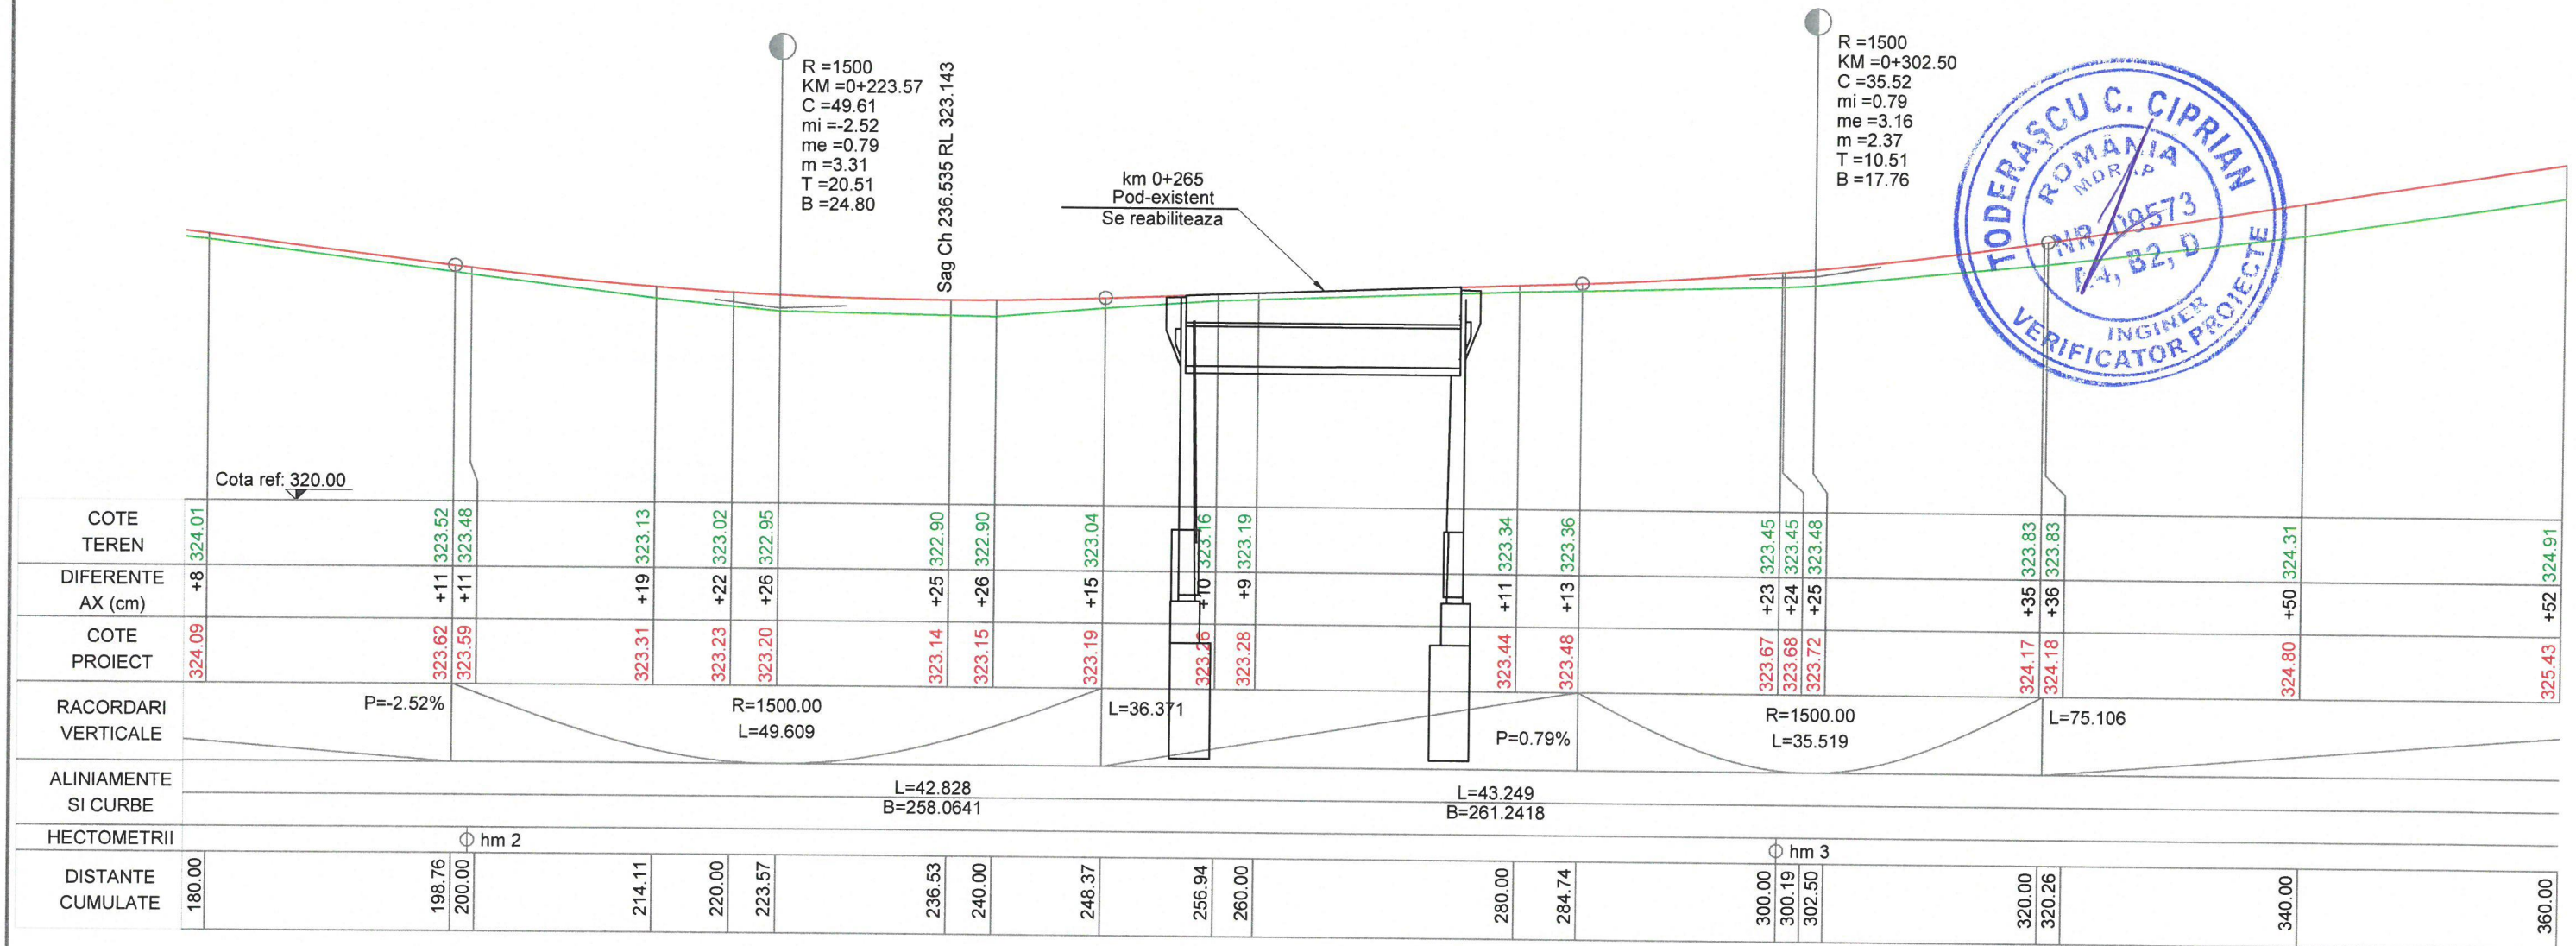 R =1500
KM =0+223.57
C =49.61
mi =-2.52
me =0.79
m =3.31
T =20.51
B =24.80
Sag Ch 236.535 RL 323.143
km 0+265
Pod-existent
Se reabiliteaza
R =1500
KM =0+302.50
C =35.52
mi =0.79
me =3.16
m =2.37
T =10.51
B =17.76
TODERAŞCU C. CIPRIAN
ROMÂNIA
NR. 09573
B2, D
INGINER
VERIFICATOR PROIECTE
Cota ref: 320.00
COTE TEREN 324.01 323.52 323.48 323.13 323.02 322.95 322.90 322.90 323.04 323.16 323.19 323.34 323.36 323.45 323.45 323.48 323.83 323.83 324.31 324.91
DIFERENTE AX (cm) +8 +11 +11 +19 +22 +26 +25 +26 +15 +10 +9 +11 +13 +23 +24 +25 +35 +36 +50 +52
COTE PROIECT 324.09 323.62 323.59 323.31 323.23 323.20 323.14 323.15 323.19 323.26 323.28 323.44 323.48 323.67 323.68 323.72 324.17 324.18 324.80 325.43
RACORDARI VERTICALE
P=-2.52%
R=1500.00
L=49.609
L=36.371
P=0.79%
R=1500.00
L=35.519
L=75.106
ALINIAMENTE SI CURBE
L=42.828
B=258.0641
L=43.249
B=261.2418
HECTOMETRII hm 2 hm 3
DISTANTE CUMULATE 180.00 198.76 200.00 214.11 220.00 223.57 236.53 240.00 248.37 256.94 260.00 280.00 284.74 300.00 300.19 302.50 320.00 320.26 340.00 360.00